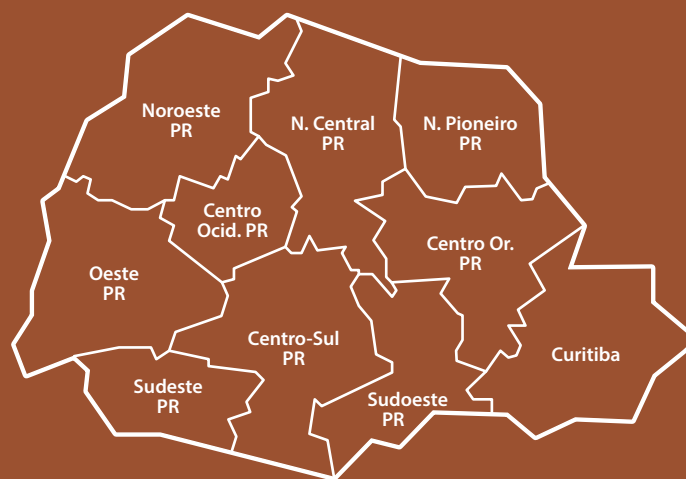 Noroeste
PR
N. Central
PR
N. Pioneiro
PR
Centro
Ocid. PR
Centro Or.
PR
Oeste
PR
Centro-Sul
PR
Curitiba
Sudeste
PR
Sudoeste
PR